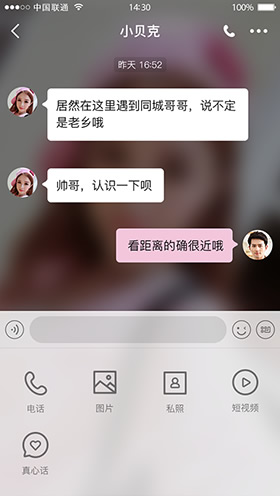 中国联通 14:30
小贝克
昨天 16:52
居然在这里遇到同城哥哥，说不定
是老乡哦
帅哥，认识一下呗
看距离的确很近哦
电话 图片 私照 短视频
真心话